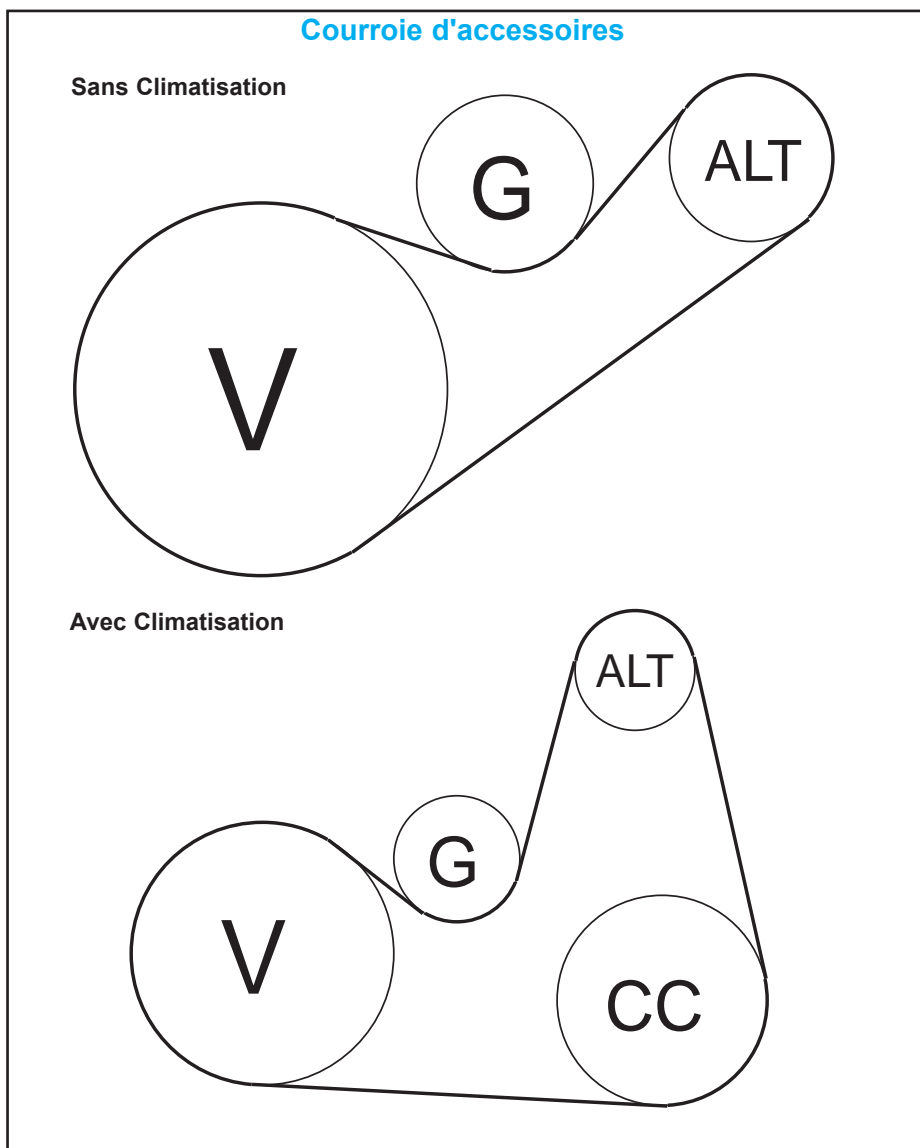 Courroie d'accessoires
Sans Climatisation
G
ALT
V
Avec Climatisation
ALT
G
V
CC